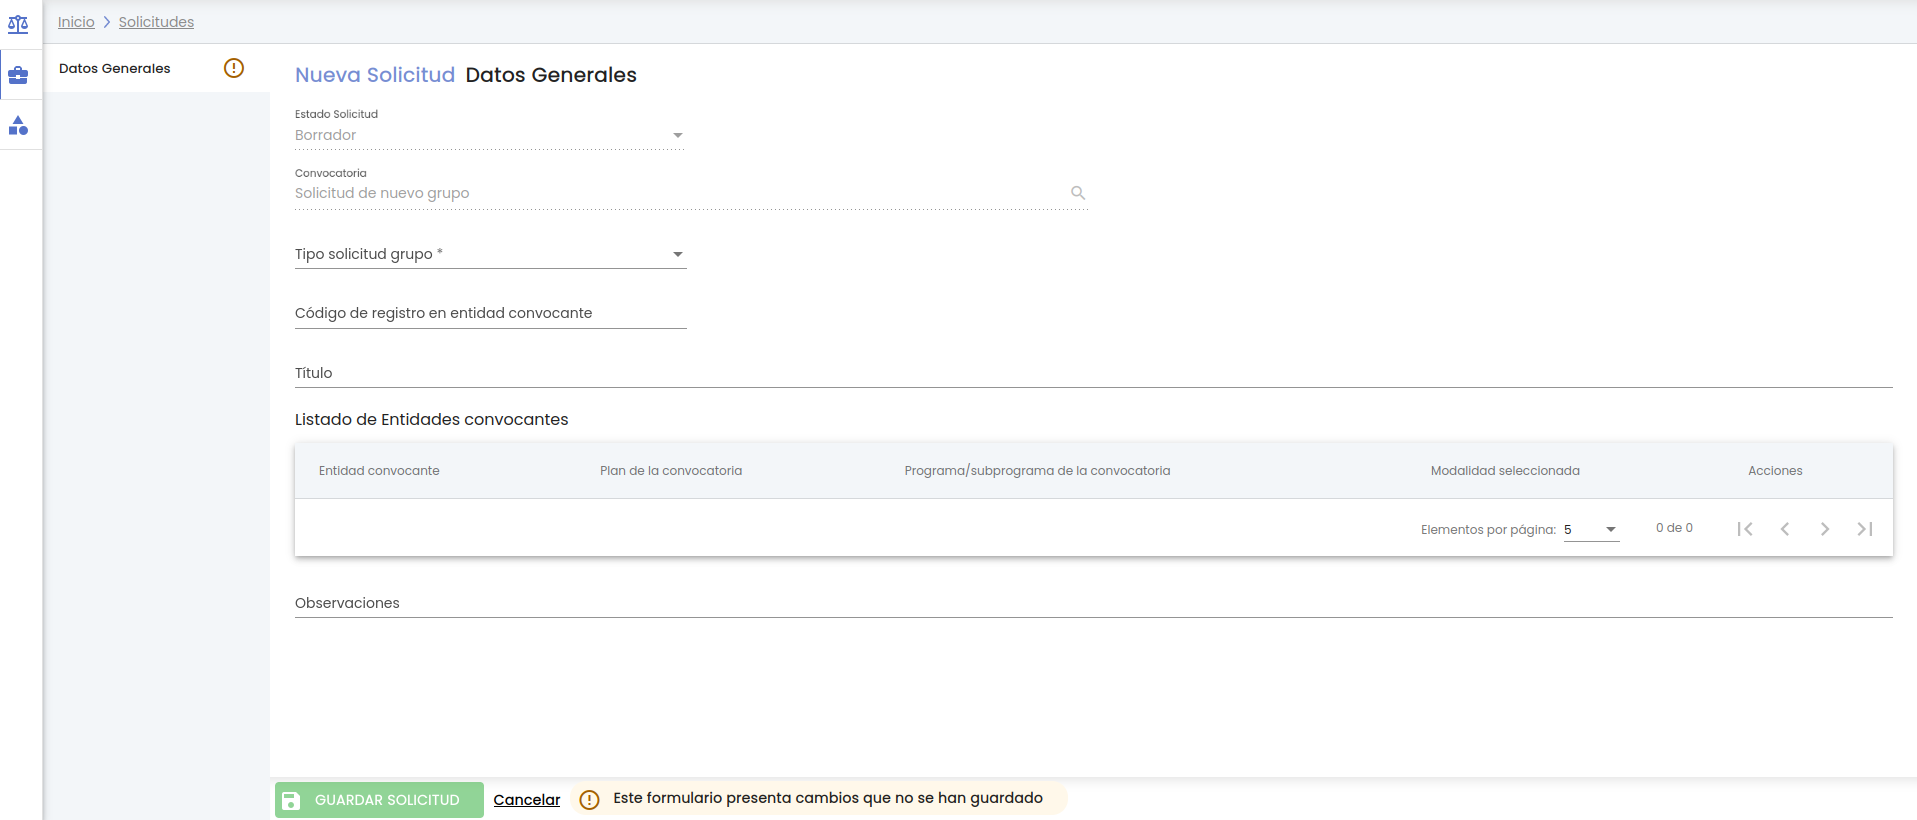 Inicio > Solicitudes
Datos Generales
Nueva Solicitud Datos Generales
Estado Solicitud
Borrador
Convocatoria
Solicitud de nuevo grupo
Tipo solicitud grupo *
Código de registro en entidad convocante
Título
Listado de Entidades convocantes
Entidad convocante Plan de la convocatoria Programa/subprograma de la convocatoria Modalidad seleccionada Acciones
Elementos por página: 5 0 de 0
Observaciones
GUARDAR SOLICITUD Cancelar Este formulario presenta cambios que no se han guardado